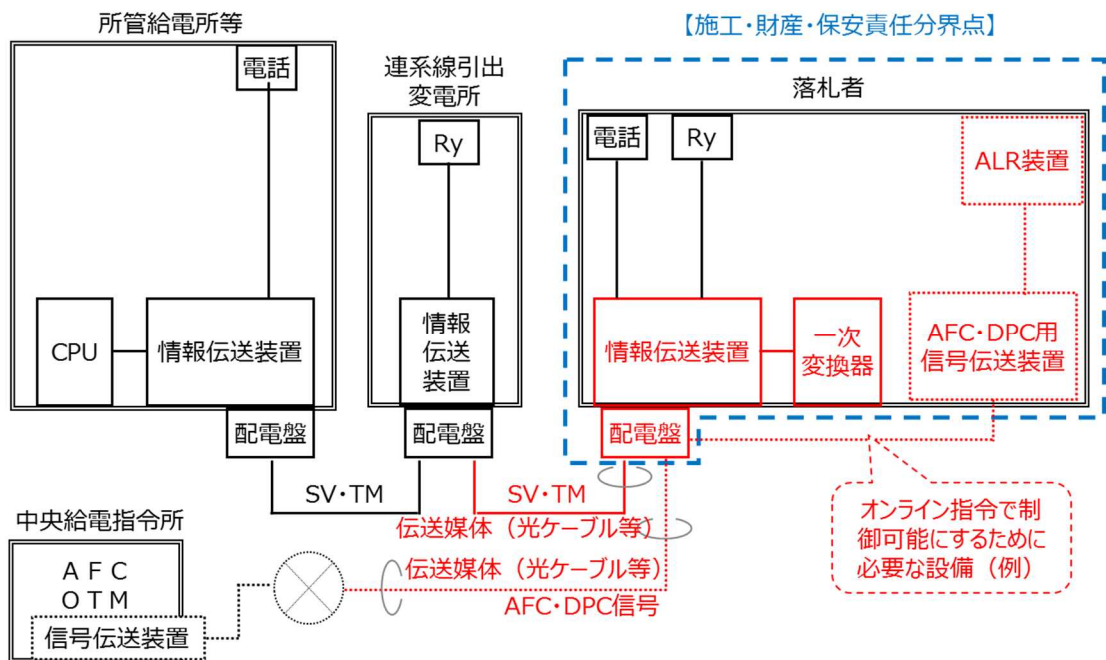 所管給電所等
【施工・財産・保安責任分界点】
電話
連系線引出
変電所
落札者
Ry
電話
Ry
ALR装置
CPU
情報伝送装置
情報
伝送
装置
情報伝送装置
一次
変換器
AFC・DPC用
信号伝送装置
配電盤
配電盤
配電盤
SV・TM
SV・TM
伝送媒体（光ケーブル等）
オンライン指令で制
御可能にするために
必要な設備（例）
中央給電指令所
ＡＦＣ
ＯＴＭ
信号伝送装置
伝送媒体（光ケーブル等）
AFC・DPC信号